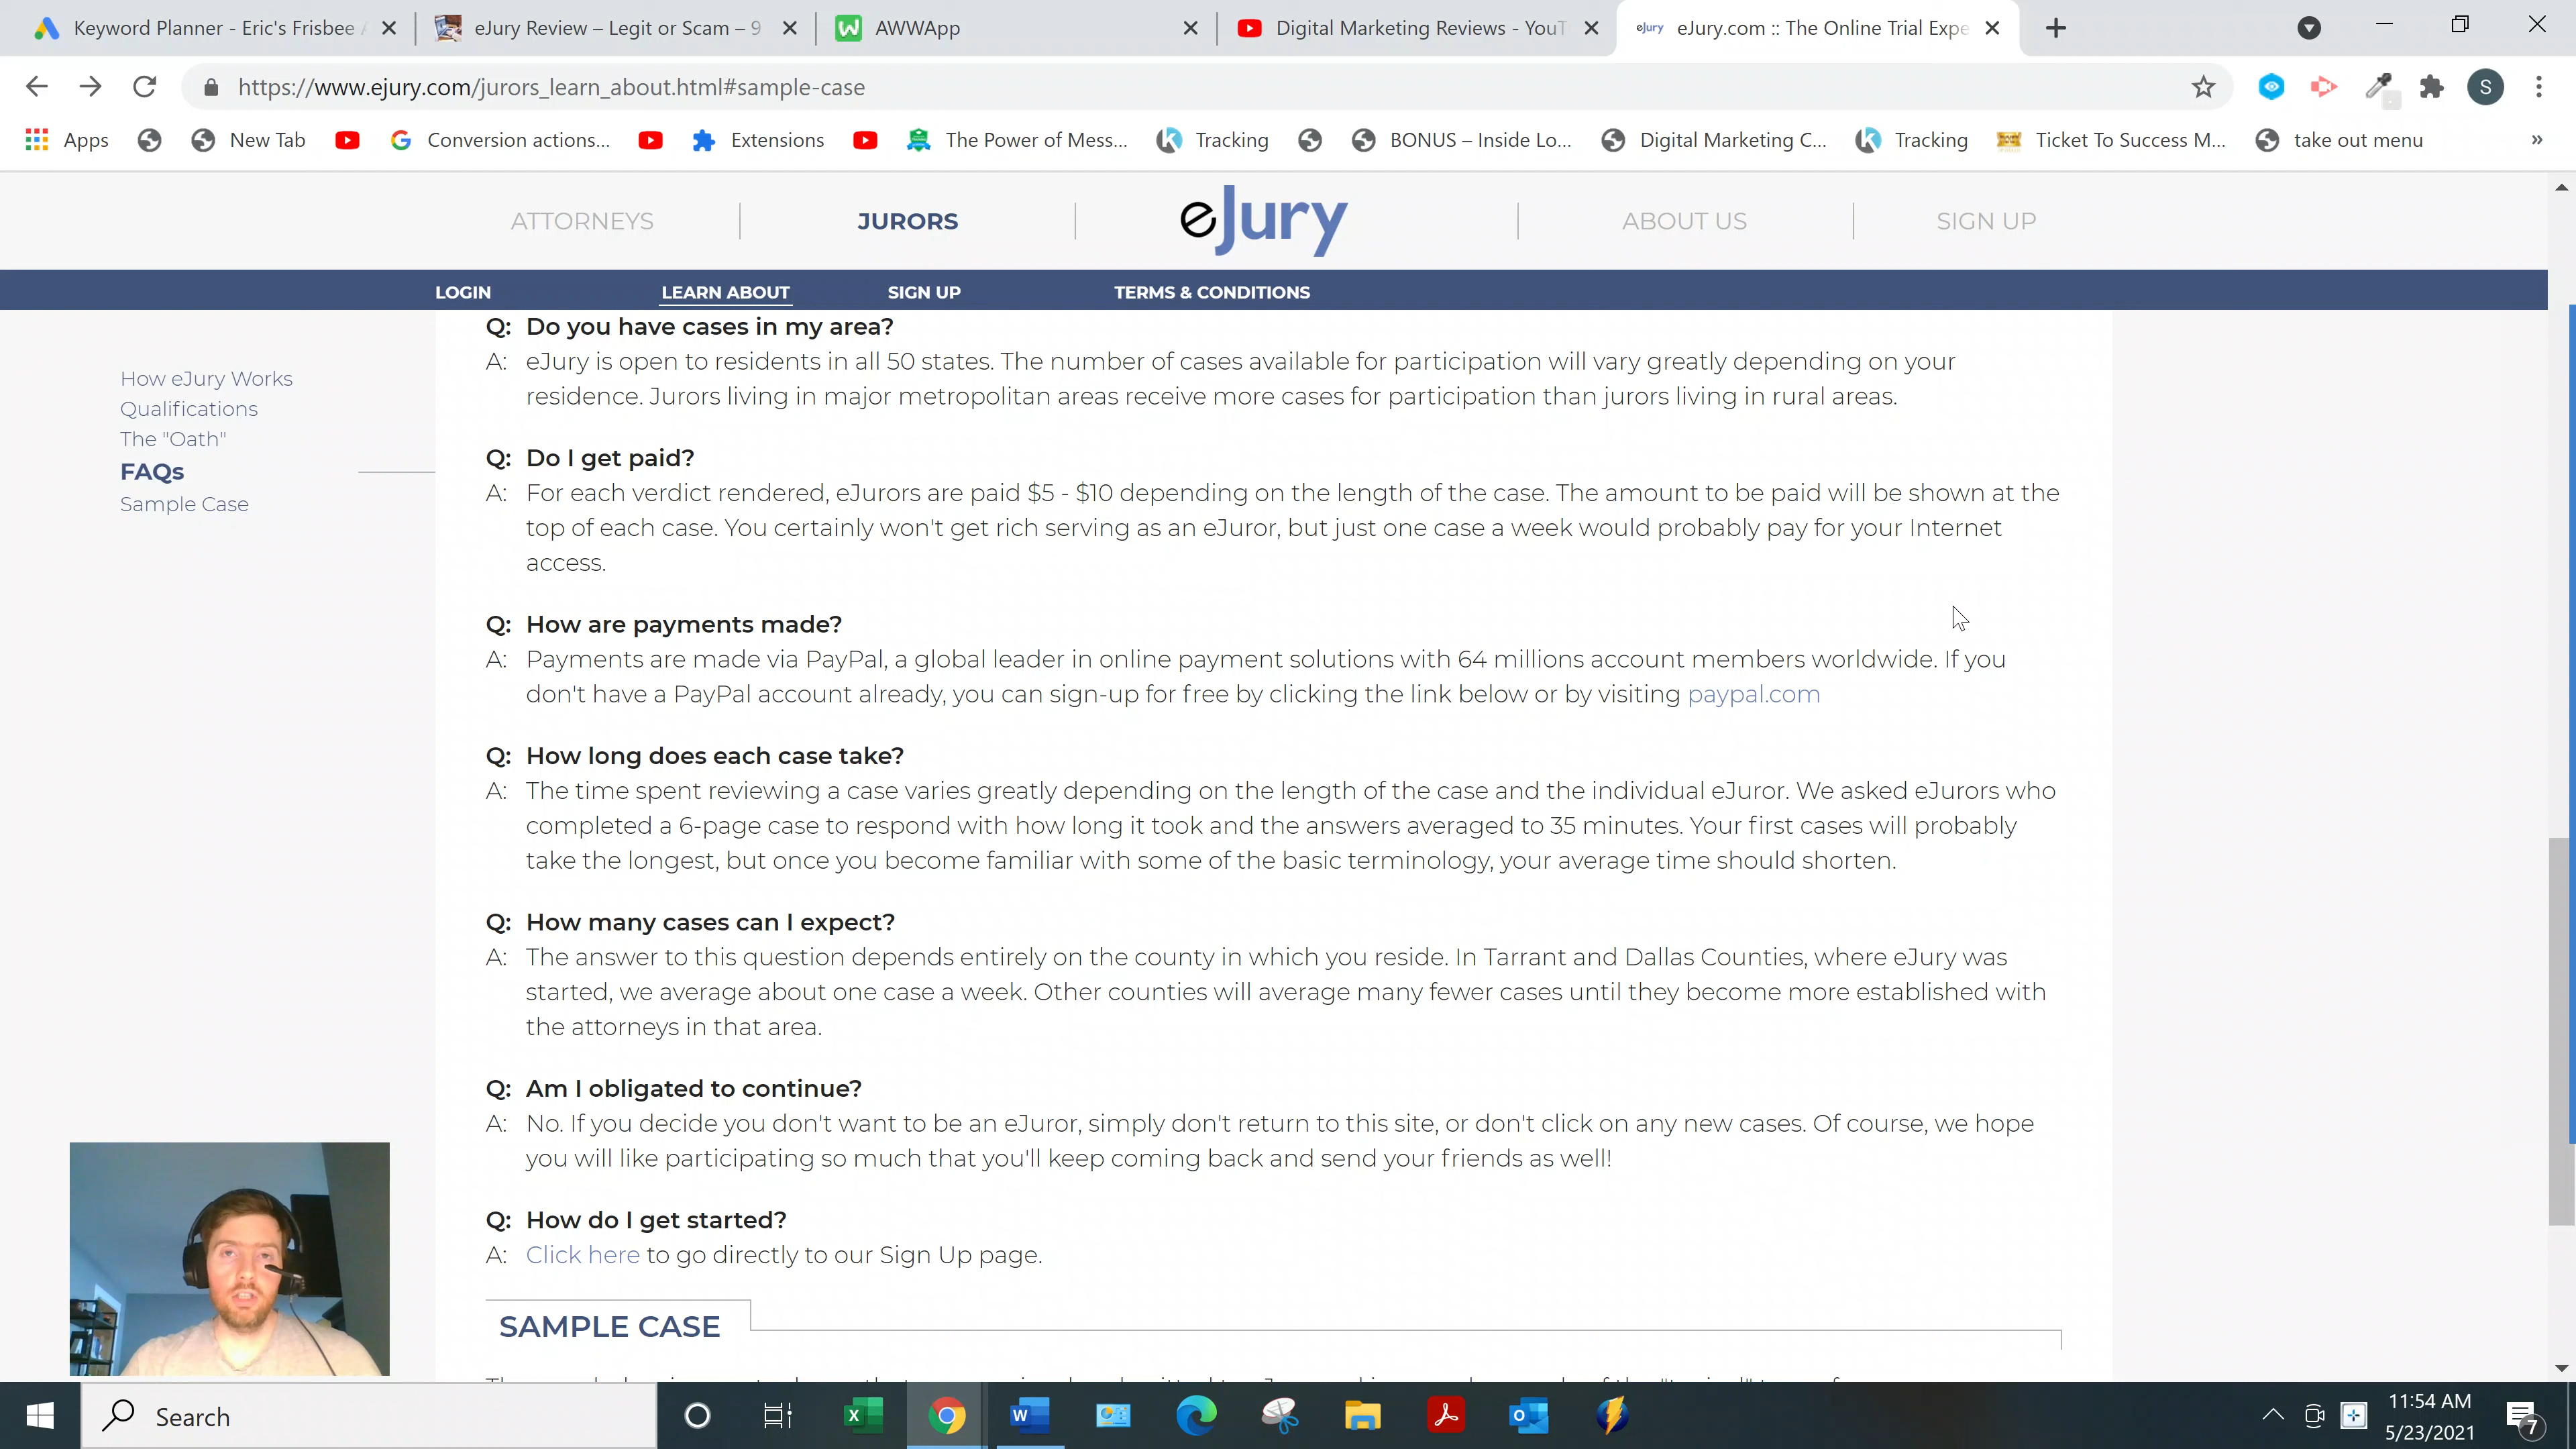 Keyword Planner - Eric's Frisbee
eJury Review – Legit or Scam – 9
AWWApp
Digital Marketing Reviews - YouT
eJury
eJury.com :: The Online Trial Expe
https://www.ejury.com/jurors_learn_about.html#sample-case
S
Apps
New Tab
Conversion actions...
Extensions
The Power of Mess...
Tracking
BONUS – Inside Lo...
Digital Marketing C...
Tracking
Ticket To Success M...
take out menu
»
ATTORNEYS
JURORS
eJury
ABOUT US
SIGN UP
LOGIN
LEARN ABOUT
SIGN UP
TERMS & CONDITIONS
How eJury Works
Qualifications
The "Oath"
FAQs
Sample Case
Q: Do you have cases in my area?
A: eJury is open to residents in all 50 states. The number of cases available for participation will vary greatly depending on your
residence. Jurors living in major metropolitan areas receive more cases for participation than jurors living in rural areas.
Q: Do I get paid?
A: For each verdict rendered, eJurors are paid $5 - $10 depending on the length of the case. The amount to be paid will be shown at the
top of each case. You certainly won't get rich serving as an eJuror, but just one case a week would probably pay for your Internet
access.
Q: How are payments made?
A: Payments are made via PayPal, a global leader in online payment solutions with 64 millions account members worldwide. If you
don't have a PayPal account already, you can sign-up for free by clicking the link below or by visiting paypal.com
Q: How long does each case take?
A: The time spent reviewing a case varies greatly depending on the length of the case and the individual eJuror. We asked eJurors who
completed a 6-page case to respond with how long it took and the answers averaged to 35 minutes. Your first cases will probably
take the longest, but once you become familiar with some of the basic terminology, your average time should shorten.
Q: How many cases can I expect?
A: The answer to this question depends entirely on the county in which you reside. In Tarrant and Dallas Counties, where eJury was
started, we average about one case a week. Other counties will average many fewer cases until they become more established with
the attorneys in that area.
Q: Am I obligated to continue?
A: No. If you decide you don't want to be an eJuror, simply don't return to this site, or don't click on any new cases. Of course, we hope
you will like participating so much that you'll keep coming back and send your friends as well!
Q: How do I get started?
A: Click here to go directly to our Sign Up page.
SAMPLE CASE
Search
11:54 AM
5/23/2021
7